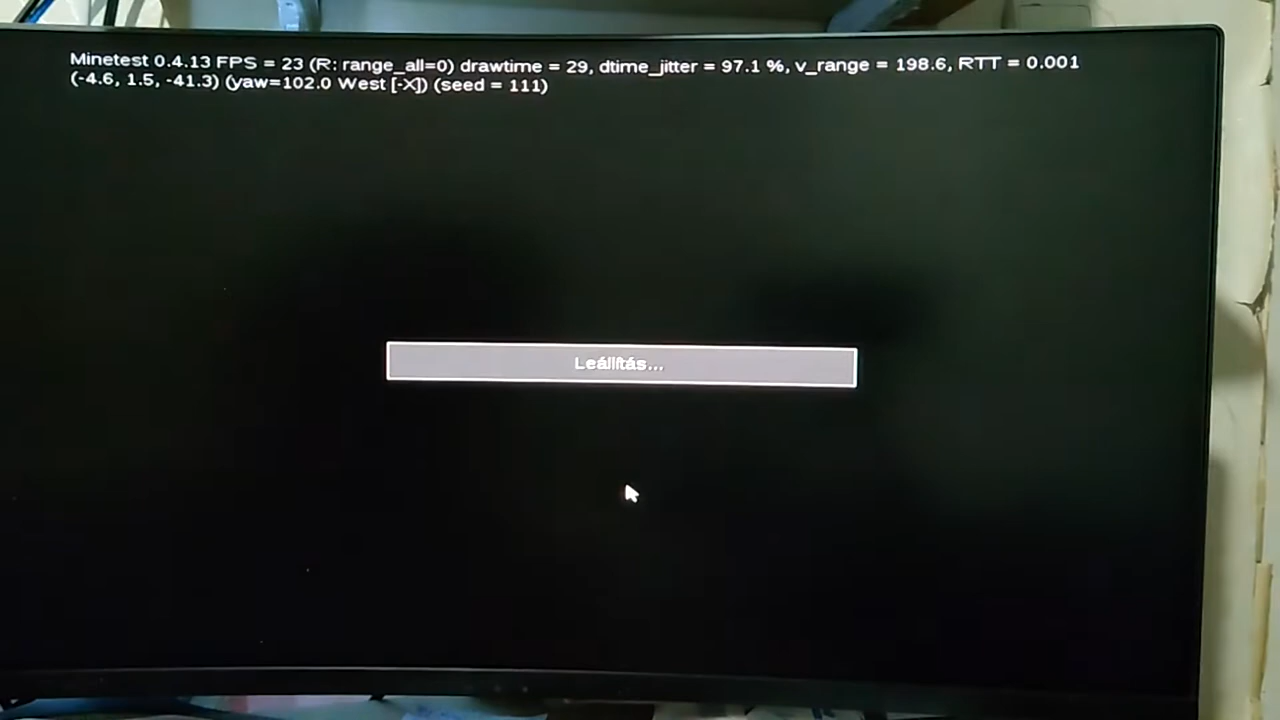 Minetest 0.4.13 FPS = 23 (R: range_all=0) drawtime = 29, dtime_jitter = 97.1 %, v_range = 198.6, RTT = 0.001
(-4.6, 1.5, -41.3) (yaw=102.0 West [-X]) (seed = 111)
Leállítás...